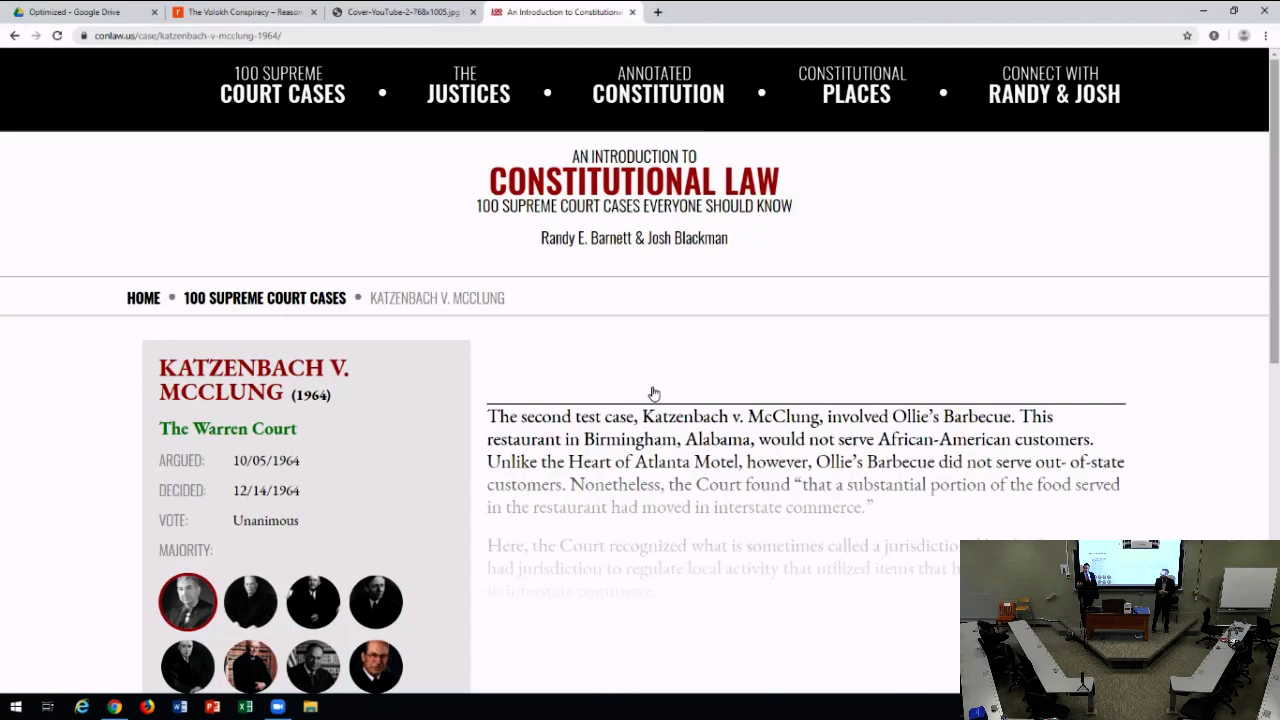 Optimized - Google Drive
The Volokh Conspiracy – Reason
Cover-YouTube-2-768x1005.jpg
An Introduction to Constitutional
conlaw.us/case/katzenbach-v-mcclung-1964/
100 SUPREME
COURT CASES
THE
JUSTICES
ANNOTATED
CONSTITUTION
CONSTITUTIONAL
PLACES
CONNECT WITH
RANDY & JOSH
AN INTRODUCTION TO
CONSTITUTIONAL LAW
100 SUPREME COURT CASES EVERYONE SHOULD KNOW
Randy E. Barnett & Josh Blackman
HOME • 100 SUPREME COURT CASES • KATZENBACH V. MCCLUNG
KATZENBACH V.
MCCLUNG (1964)
The Warren Court
ARGUED: 10/05/1964
DECIDED: 12/14/1964
VOTE: Unanimous
MAJORITY:
The second test case, Katzenbach v. McClung, involved Ollie's Barbecue. This
restaurant in Birmingham, Alabama, would not serve African-American customers.
Unlike the Heart of Atlanta Motel, however, Ollie's Barbecue did not serve out- of-state
customers. Nonetheless, the Court found “that a substantial portion of the food served
in the restaurant had moved in interstate commerce.”
Here, the Court recognized what is sometimes called a jurisdictio
had jurisdiction to regulate local activity that utilized items that h
in interstate commerce.